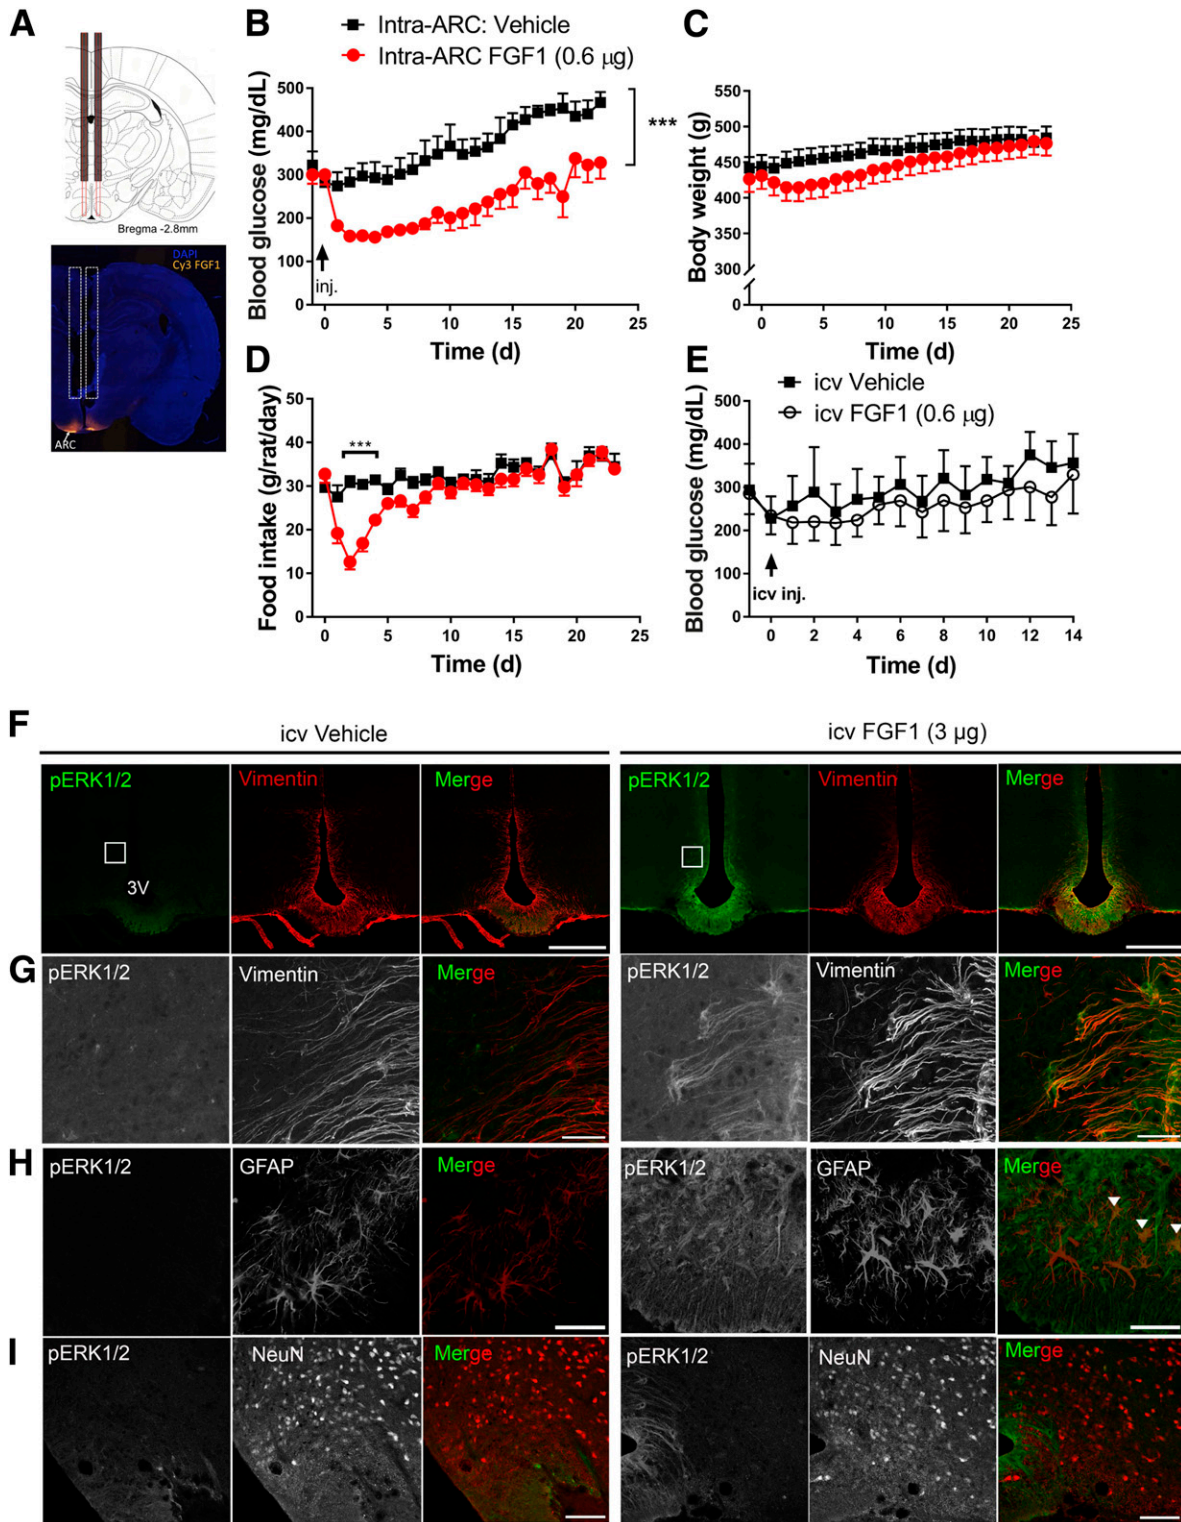 A
Bregma -2.8mm
DAPI
Cy3 FGF1
ARC
B
Intra-ARC: Vehicle
Intra-ARC FGF1 (0.6 µg)
Blood glucose (mg/dL)
500
400
300
200
100
0
inj.
***
0 5 10 15 20 25
Time (d)
C
Body weight (g)
500
450
400
350
300
0
0 5 10 15 20 25
Time (d)
D
Food intake (g/rat/day)
50
40
30
20
10
0
***
0 5 10 15 20 25
Time (d)
E
icv Vehicle
icv FGF1 (0.6 µg)
Blood glucose (mg/dL)
500
400
300
200
100
0
icv inj.
0 2 4 6 8 10 12 14
Time (d)
F
icv Vehicle
icv FGF1 (3 µg)
pERK1/2 Vimentin Merge pERK1/2 Vimentin Merge
3V
G
pERK1/2 Vimentin Merge pERK1/2 Vimentin Merge
H
pERK1/2 GFAP Merge pERK1/2 GFAP Merge
I
pERK1/2 NeuN Merge pERK1/2 NeuN Merge